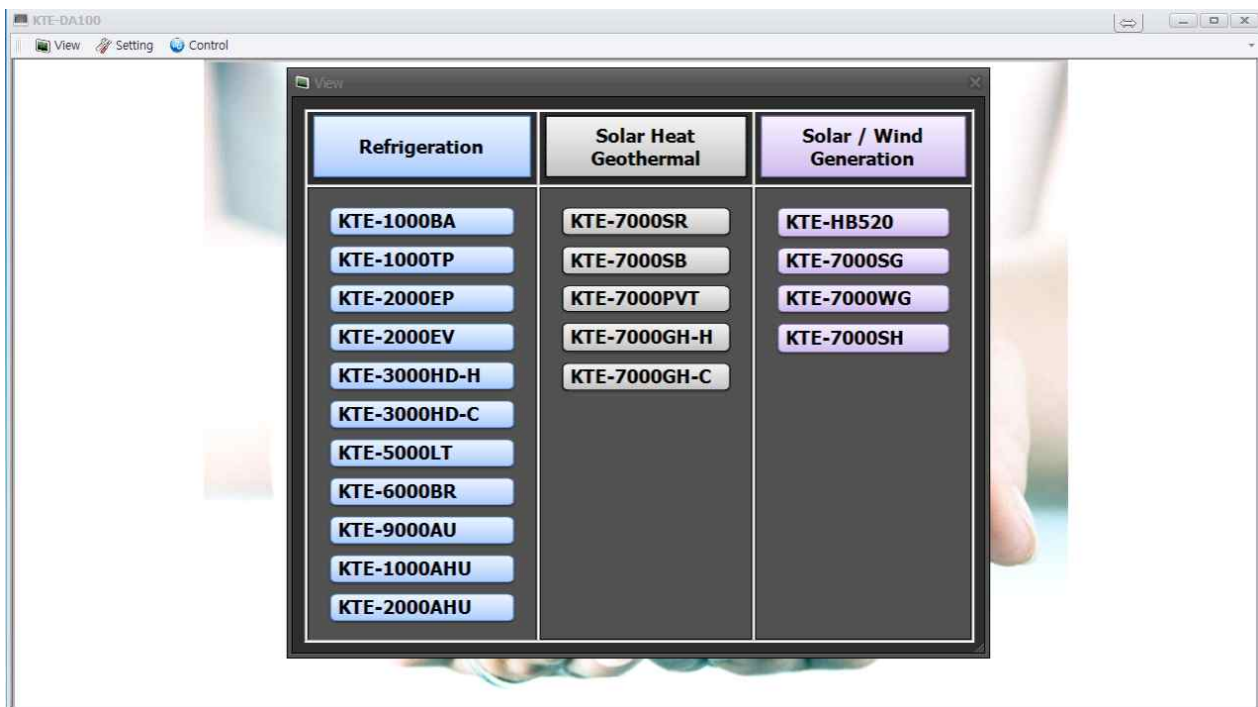 KTE-DA100
View Setting Control
View
Refrigeration
Solar Heat
Geothermal
Solar / Wind
Generation
KTE-1000BA
KTE-1000TP
KTE-2000EP
KTE-2000EV
KTE-3000HD-H
KTE-3000HD-C
KTE-5000LT
KTE-6000BR
KTE-9000AU
KTE-1000AHU
KTE-2000AHU
KTE-7000SR
KTE-7000SB
KTE-7000PVT
KTE-7000GH-H
KTE-7000GH-C
KTE-HB520
KTE-7000SG
KTE-7000WG
KTE-7000SH